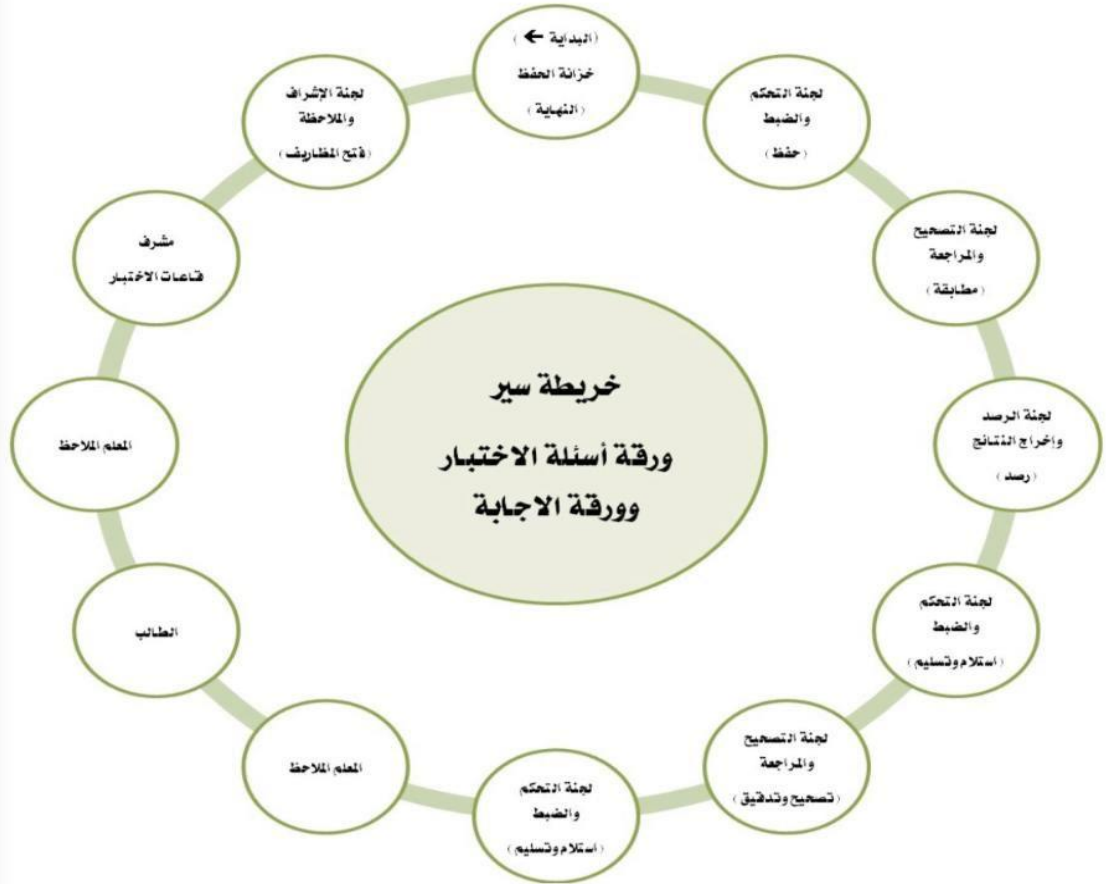 (البداية ←)
خزانة الحفظ
(النهاية)
لجنة الإشراف
والملاحظة
(فتح المظاريف)
مشرف
قاعات الاختبار
المعلم الملاحظ
الطالب
المعلم الملاحظ
لجنة التحكم
والضبط
(استلام وتسليم)
لجنة التصحيح
والمراجعة
(تصحيح وتدقيق)
لجنة التحكم
والضبط
(استلام وتسليم)
لجنة الرصد
وإخراج النتائج
(رصد)
لجنة التصحيح
والمراجعة
(مطابقة)
لجنة التحكم
والضبط
(حفظ)
خريطة سير
ورقة أسئلة الاختبار
وورقة الاجابة